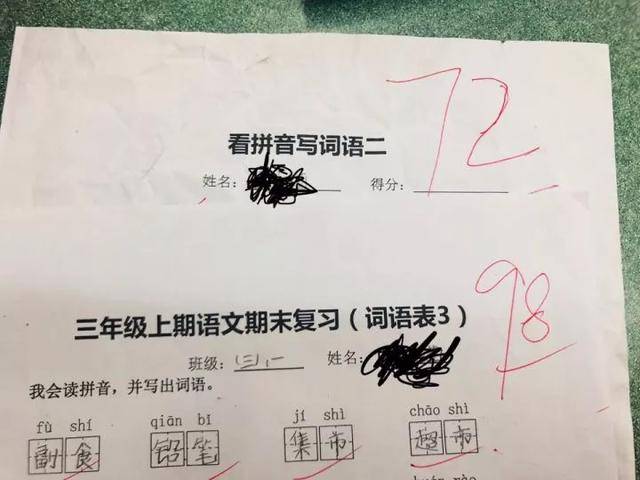 72
看拼音写词语二
姓名： 得分：
98
三年级上期语文期末复习（词语表3）
班级：（三）.一 姓名：
我会读拼音，并写出词语。
fù shí qiān bǐ jí shì chāo shì
副食 铅笔 集市 超市